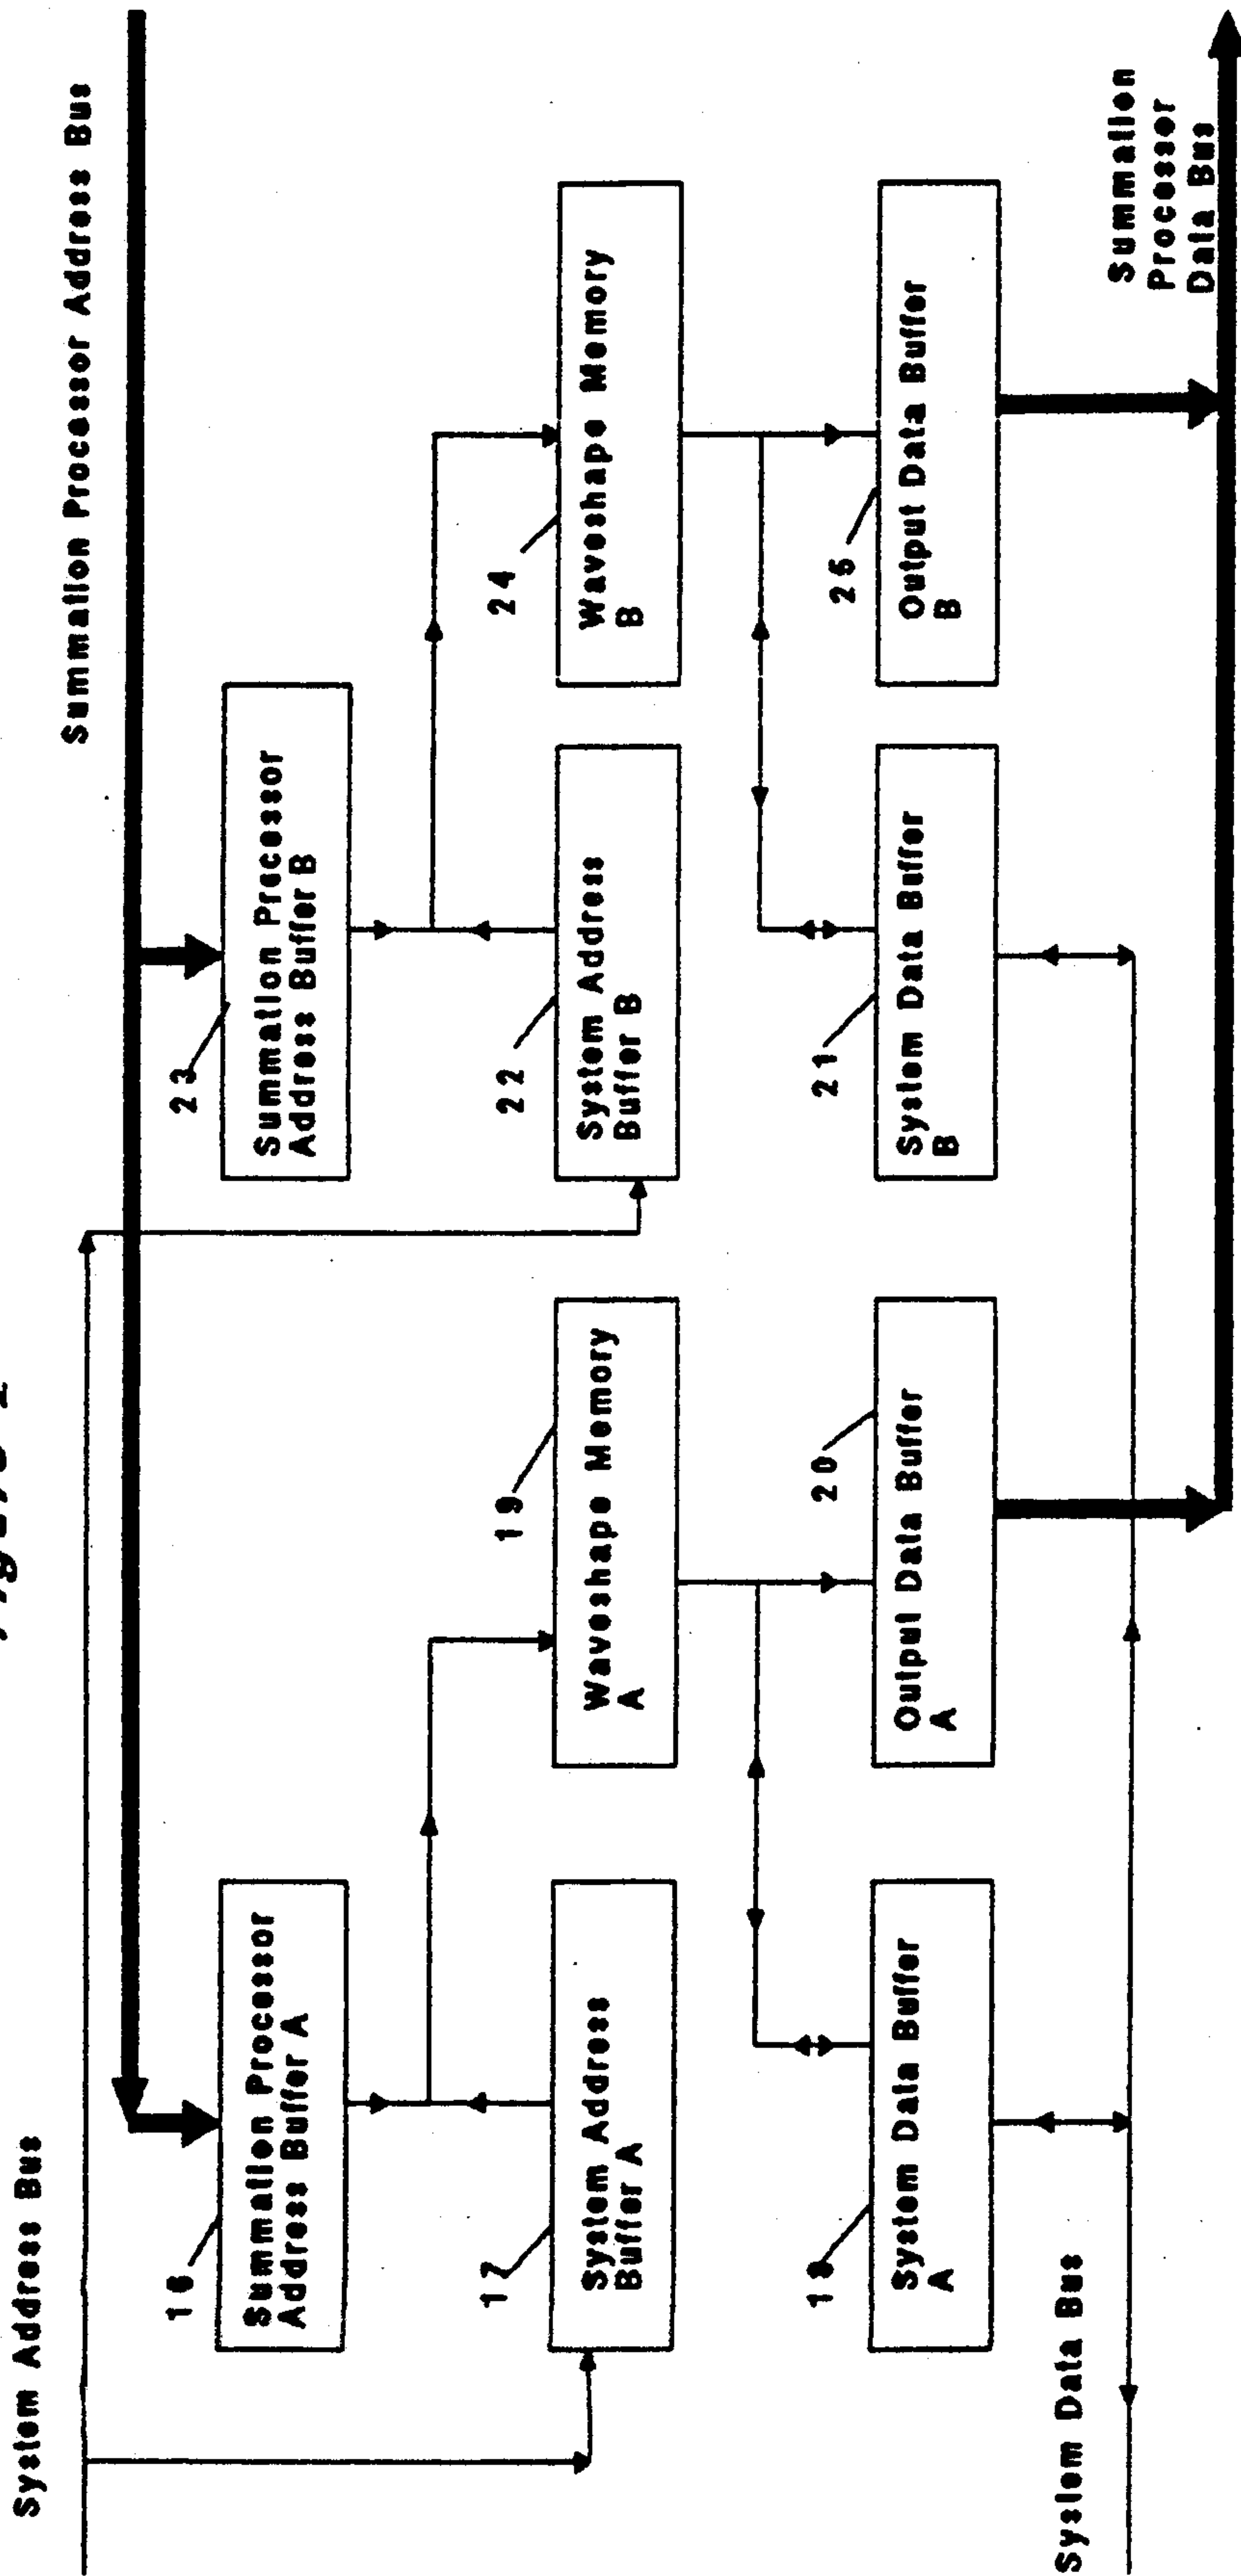 System Address Bus
Summation Processor Address Bus
16
Summation Processor
Address Buffer A
23
Summation Precessor
Address Buffer B
17
System Address
Buffer A
19
Waveshape Memory
A
22
System Address
Buffer B
24
Waveshape Memory
B
18
System Data Buffer
A
20
Output Data Buffer
A
21
System Data Buffer
B
25
Output Data Buffer
B
System Data Bus
Summation
Processor
Data Bus